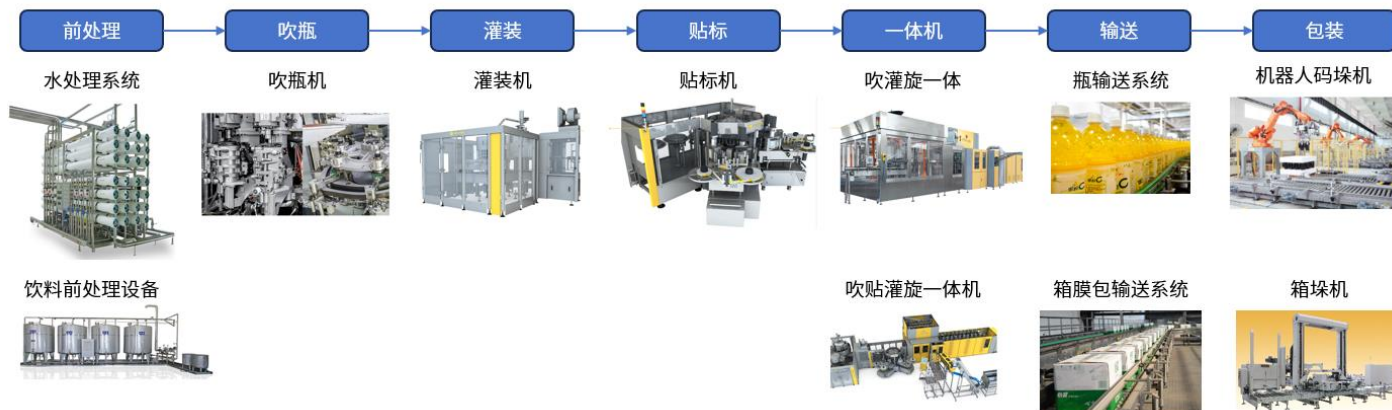 前处理
吹瓶
灌装
贴标
一体机
输送
包装
水处理系统
吹瓶机
灌装机
贴标机
吹灌旋一体
瓶输送系统
机器人码垛机
饮料前处理设备
吹贴灌旋一体机
箱膜包输送系统
箱垛机